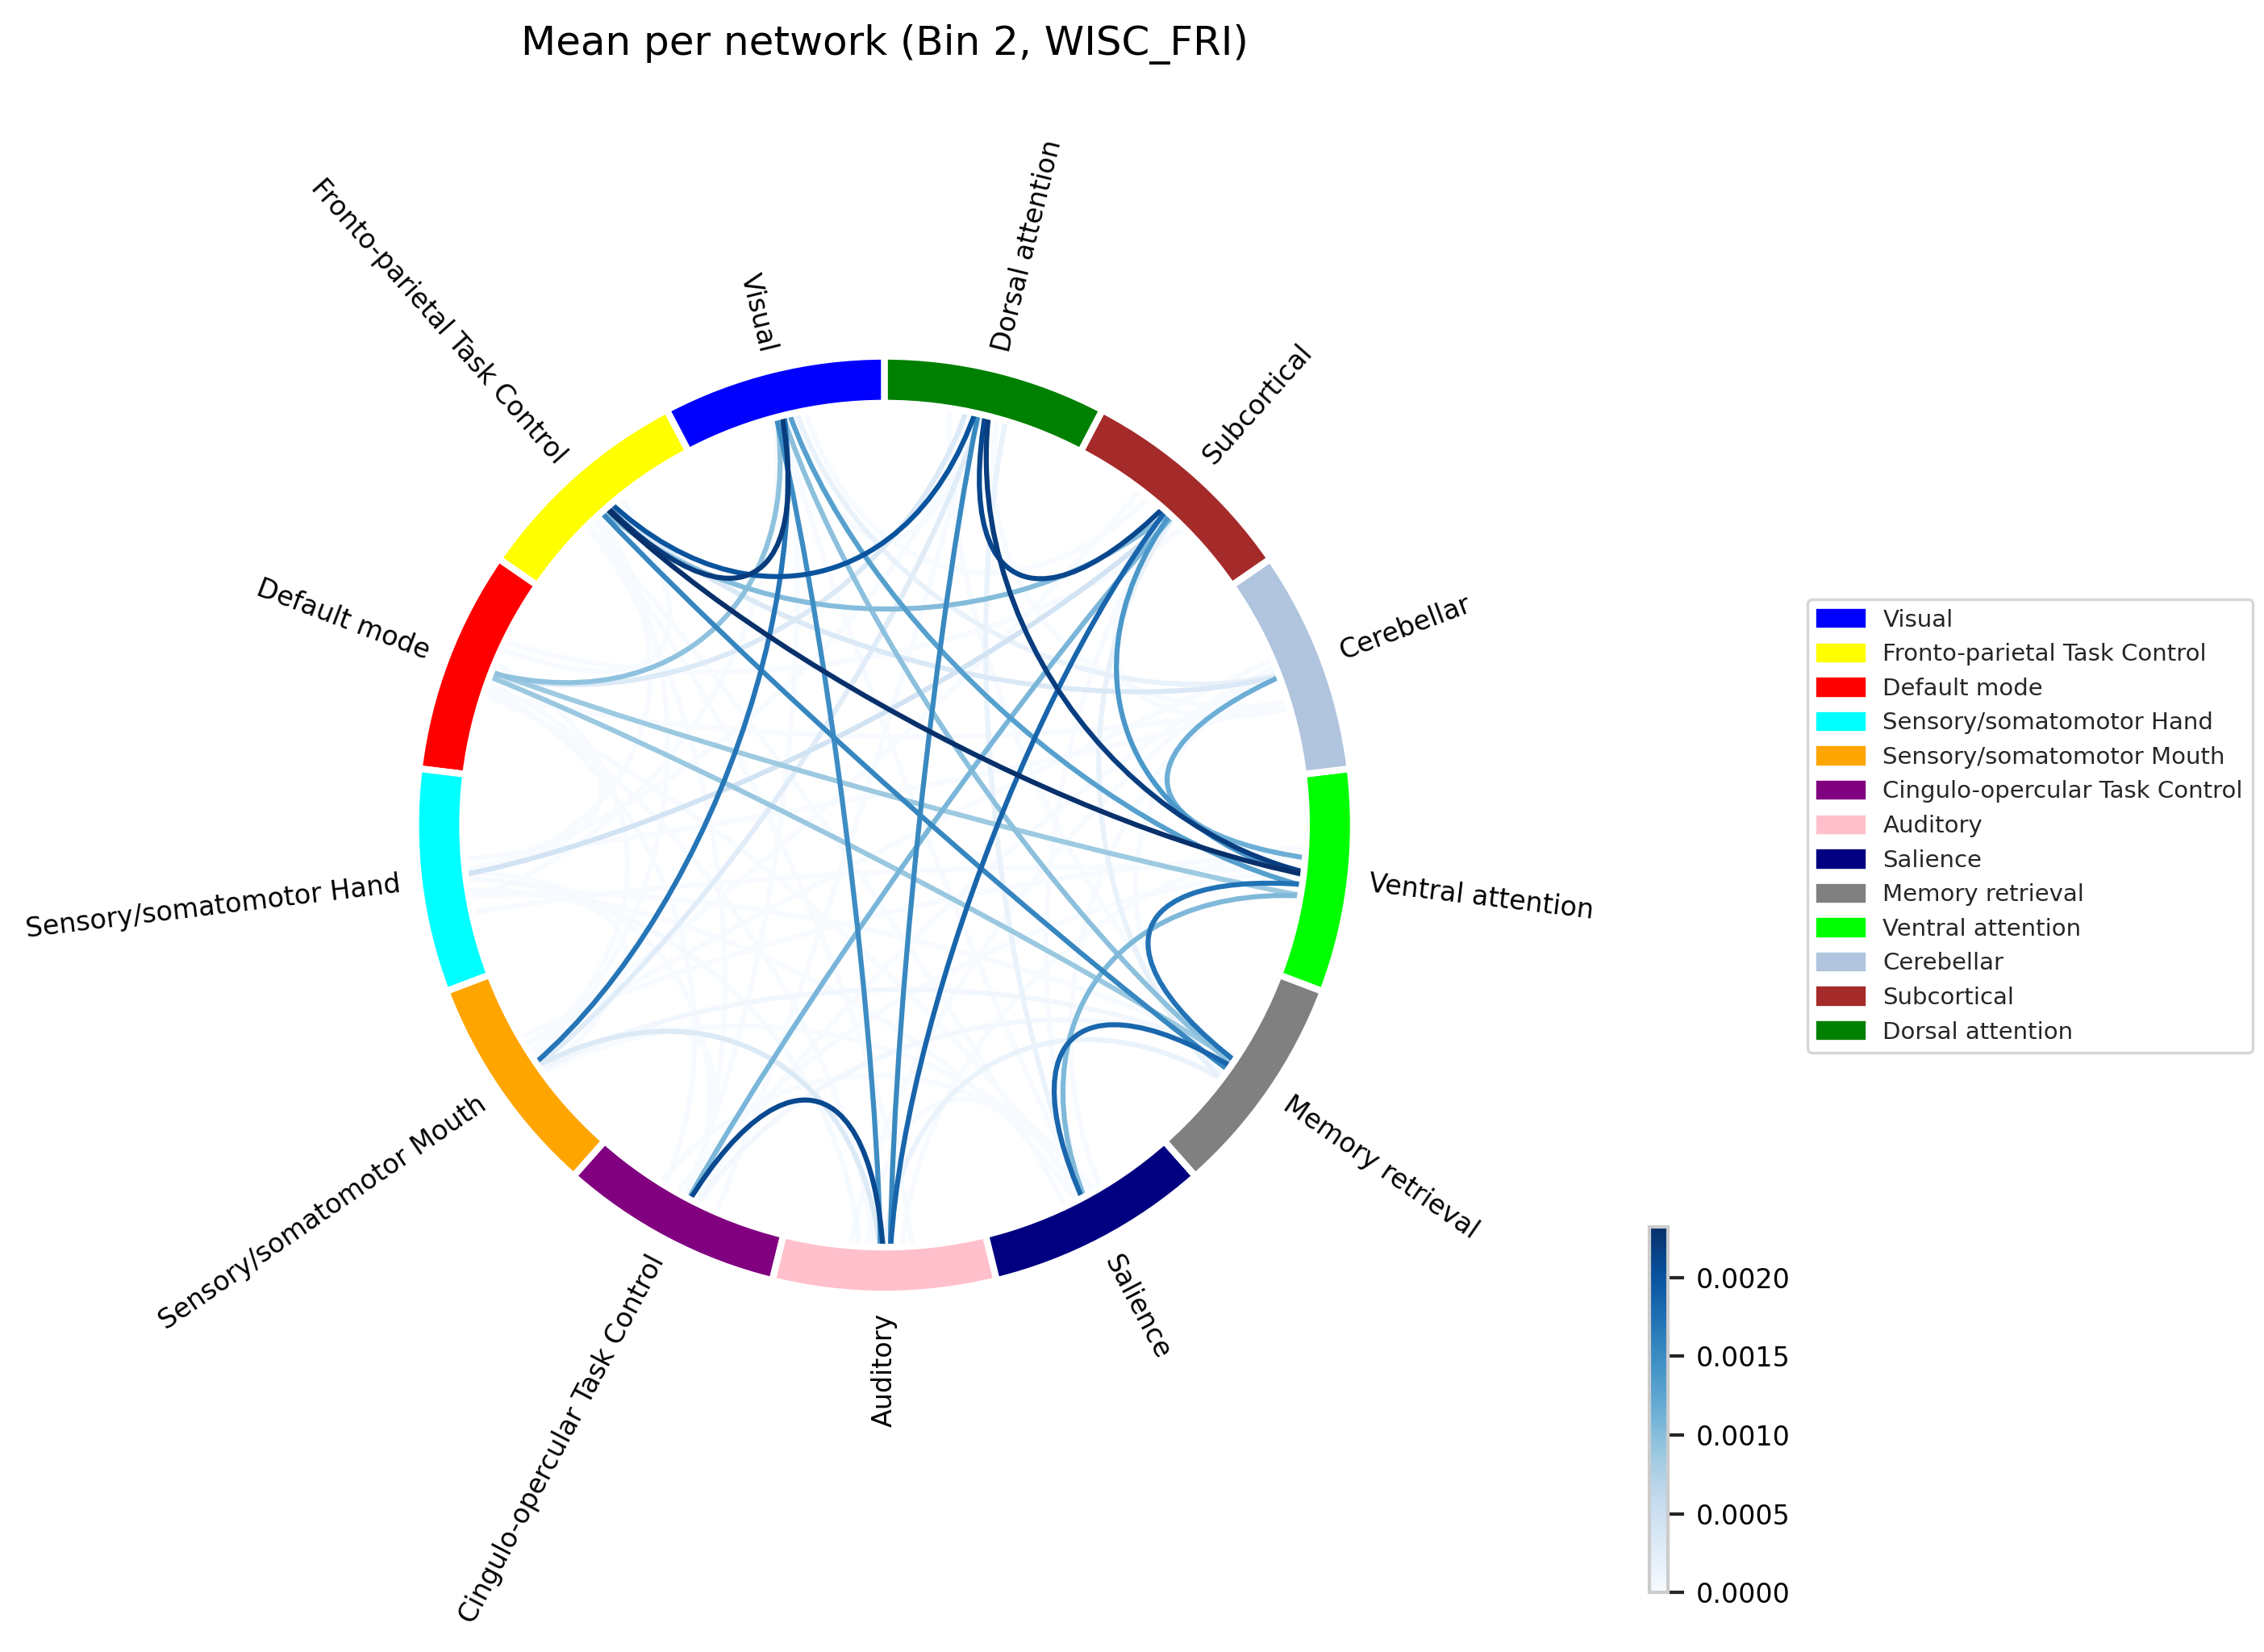 Mean per network (Bin 2, WISC_FRI)
Dorsal attention
Subcortical
Cerebellar
Ventral attention
Memory retrieval
Salience
Auditory
Cingulo-opercular Task Control
Sensory/somatomotor Mouth
Sensory/somatomotor Hand
Default mode
Fronto-parietal Task Control
Visual
Visual
Fronto-parietal Task Control
Default mode
Sensory/somatomotor Hand
Sensory/somatomotor Mouth
Cingulo-opercular Task Control
Auditory
Salience
Memory retrieval
Ventral attention
Cerebellar
Subcortical
Dorsal attention
0.0020
0.0015
0.0010
0.0005
0.0000